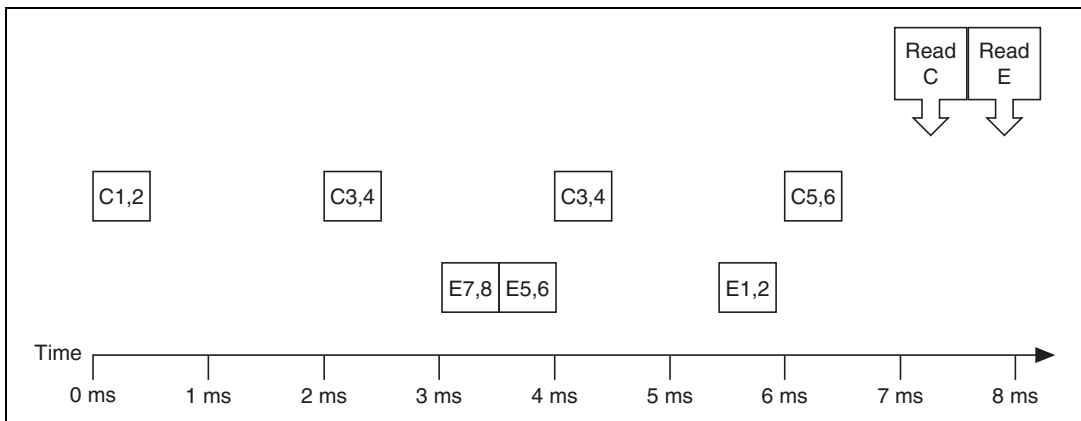 Read
C
Read
E
C1,2
C3,4
C3,4
C5,6
E7,8
E5,6
E1,2
Time
0 ms
1 ms
2 ms
3 ms
4 ms
5 ms
6 ms
7 ms
8 ms